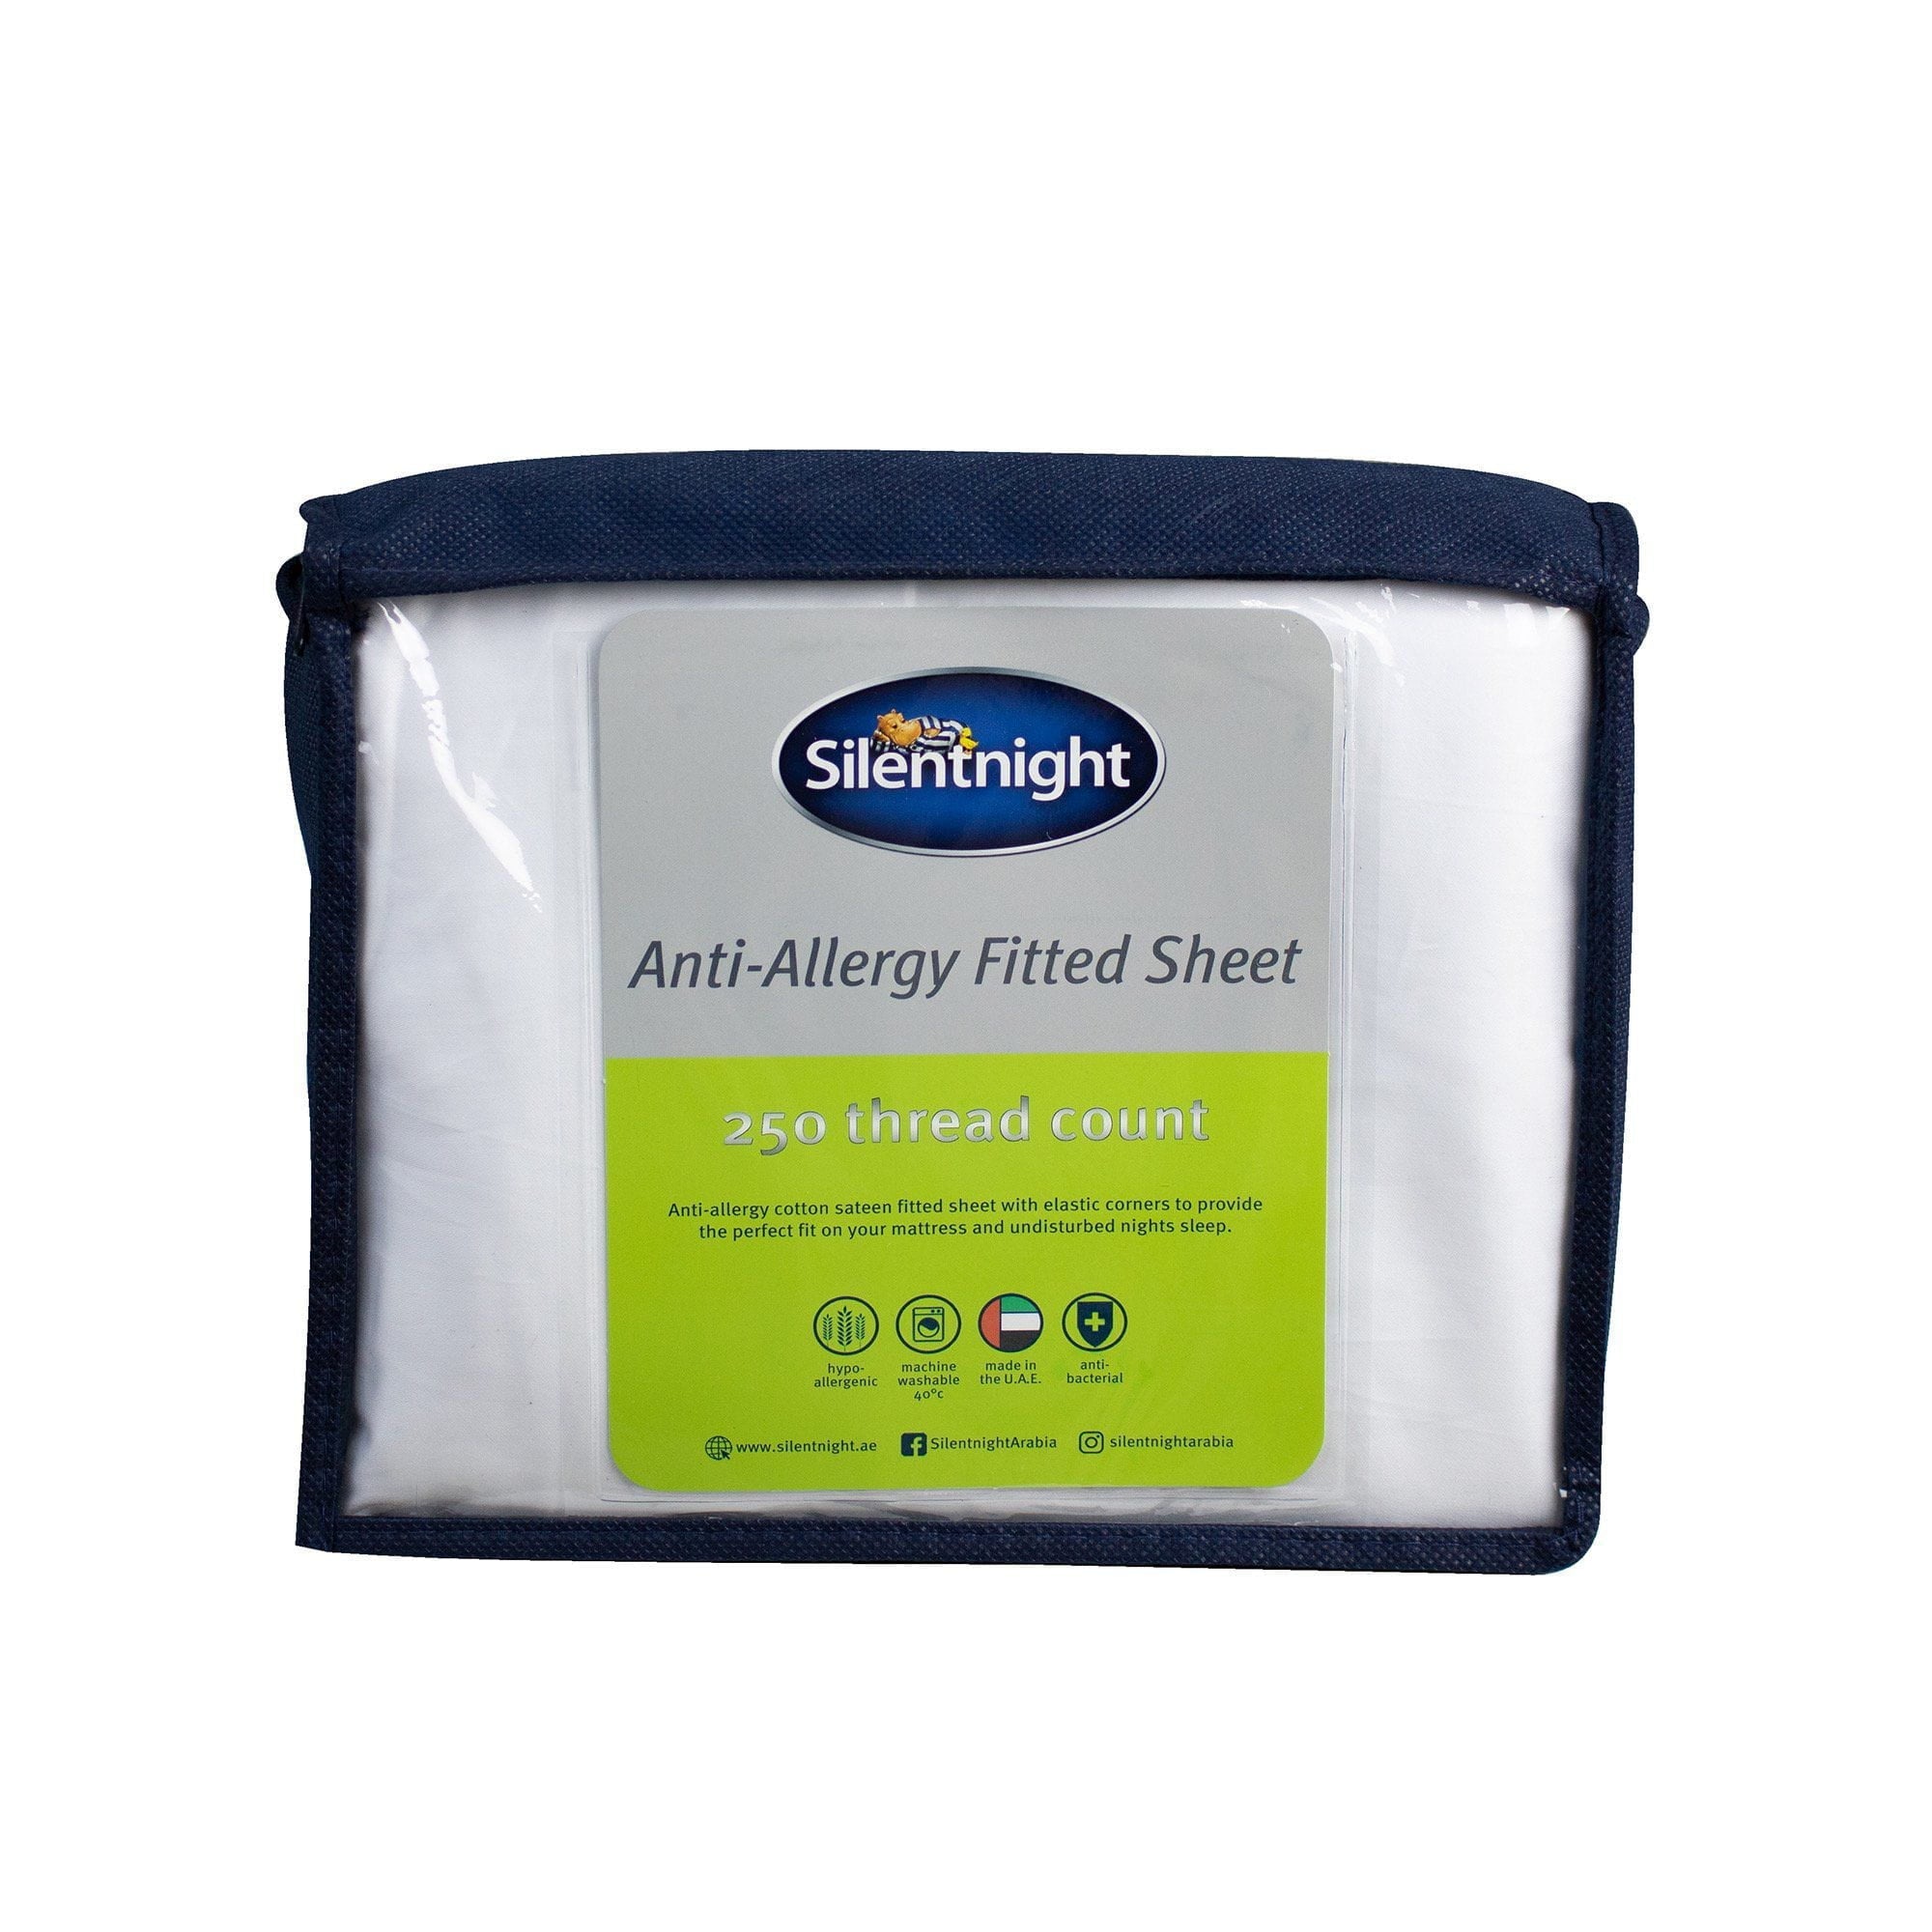 Silentnight
Anti-Allergy Fitted Sheet
250 thread count
Anti-allergy cotton sateen fitted sheet with elastic corners to provide
the perfect fit on your mattress and undisturbed nights sleep.
hypo-
allergenic
machine
washable
40°c
made in
the U.A.E.
anti-
bacterial
www.silentnight.ae SilentnightArabia silentnightarabia